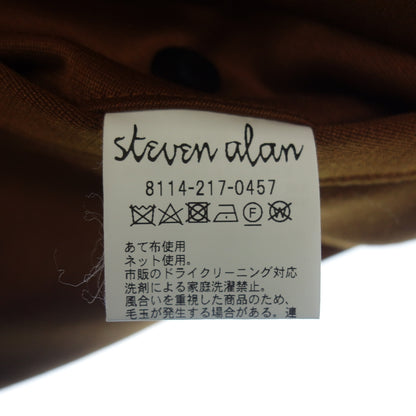 steven alan
8114-217-0457
F
W
あて布使用
ネット使用。
市販のドライクリーニング対応
洗剤による家庭洗濯禁止。
風合いを重視した商品のため、
毛玉が発生する場合がある。連